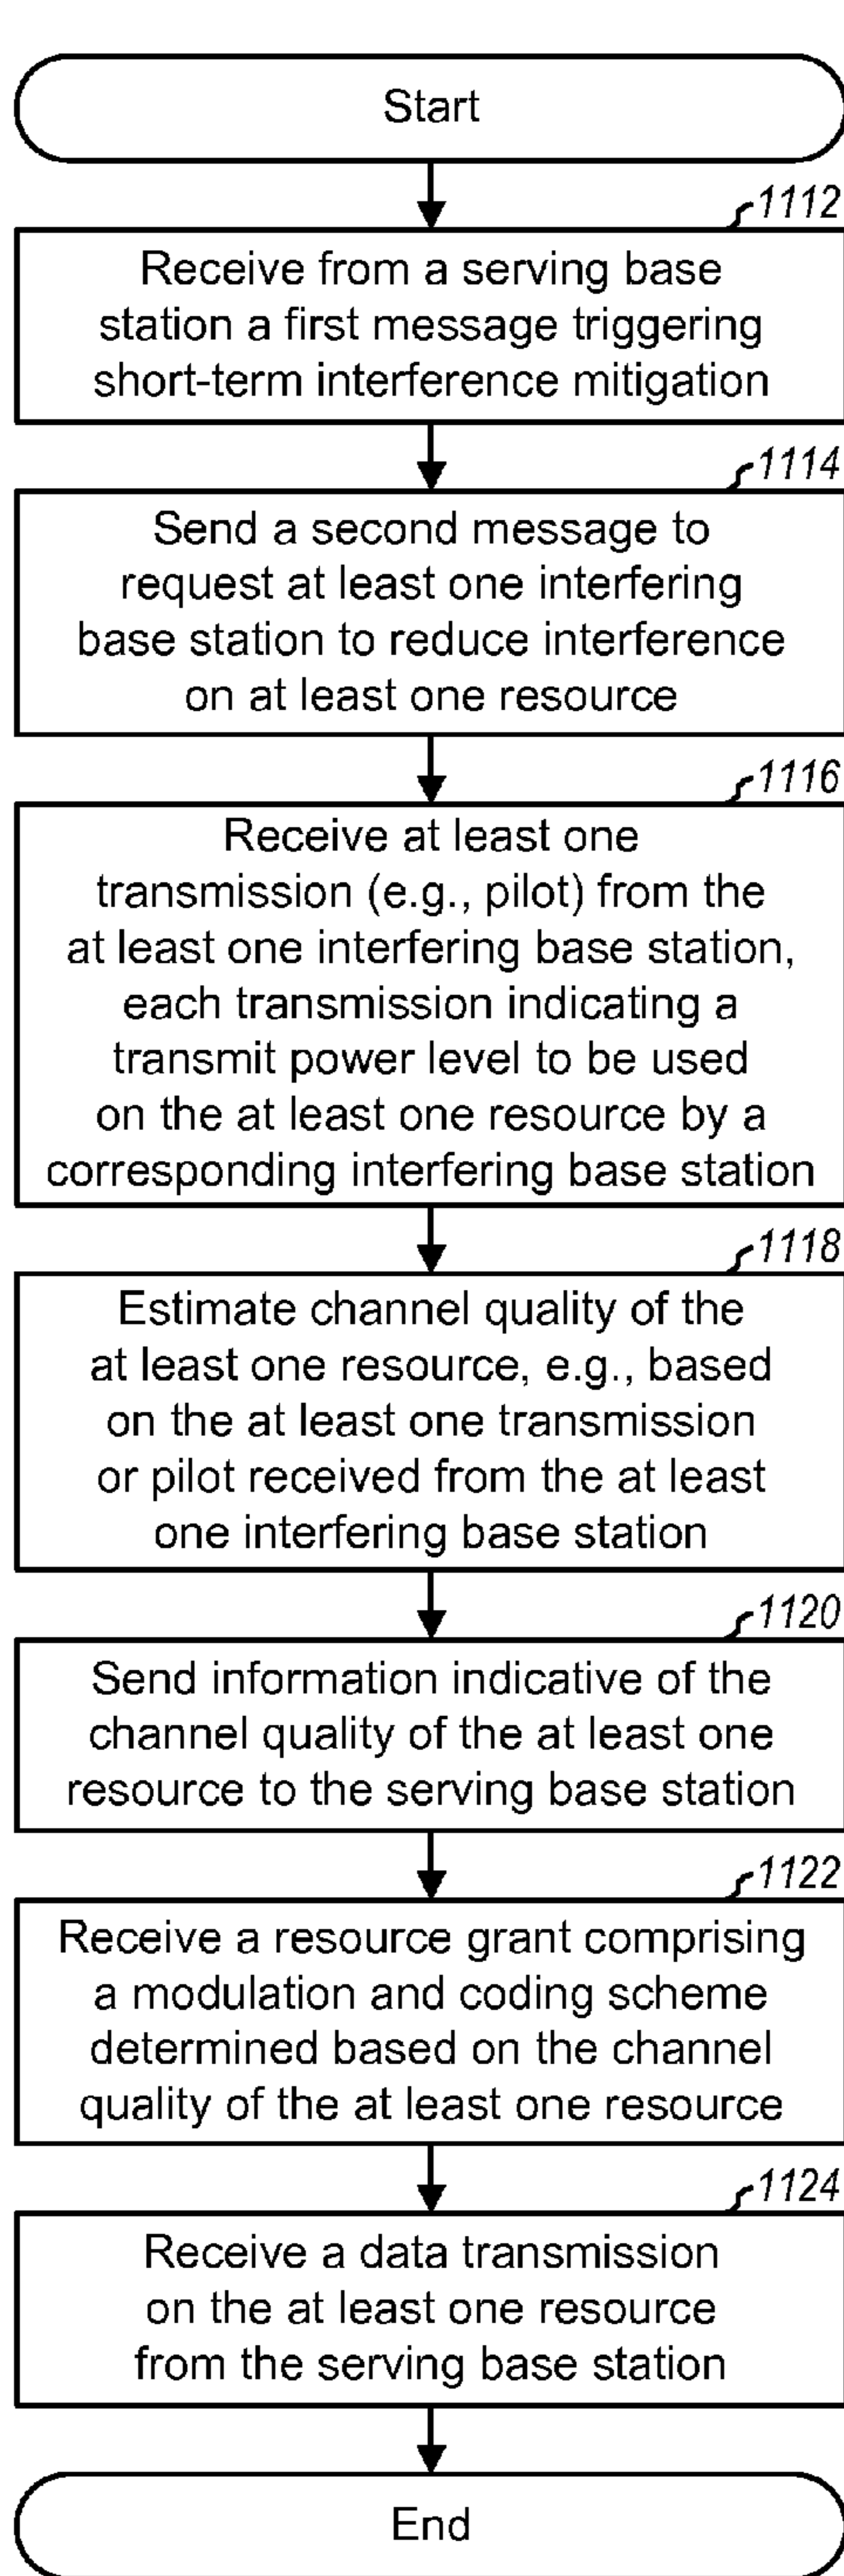 Start
1112
Receive from a serving base
station a first message triggering
short-term interference mitigation
1114
Send a second message to
request at least one interfering
base station to reduce interference
on at least one resource
1116
Receive at least one
transmission (e.g., pilot) from the
at least one interfering base station,
each transmission indicating a
transmit power level to be used
on the at least one resource by a
corresponding interfering base station
1118
Estimate channel quality of the
at least one resource, e.g., based
on the at least one transmission
or pilot received from the at least
one interfering base station
1120
Send information indicative of the
channel quality of the at least one
resource to the serving base station
1122
Receive a resource grant comprising
a modulation and coding scheme
determined based on the channel
quality of the at least one resource
1124
Receive a data transmission
on the at least one resource
from the serving base station
End